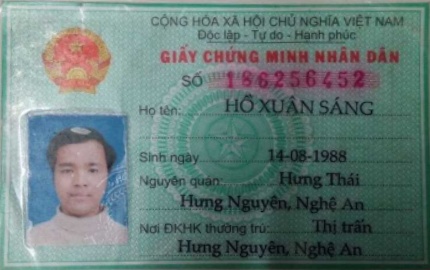 CỘNG HÒA XÃ HỘI CHỦ NGHĨA VIỆT NAM
Độc lập - Tự do - Hạnh phúc
GIẤY CHỨNG MINH NHÂN DÂN
SỐ 186256452
Họ tên: HỒ XUÂN SÁNG
Sinh ngày 14-08-1988
Nguyên quán: Hưng Thái
Hưng Nguyên, Nghệ An
Nơi ĐKHK thường trú: Thị trấn
Hưng Nguyên, Nghệ An